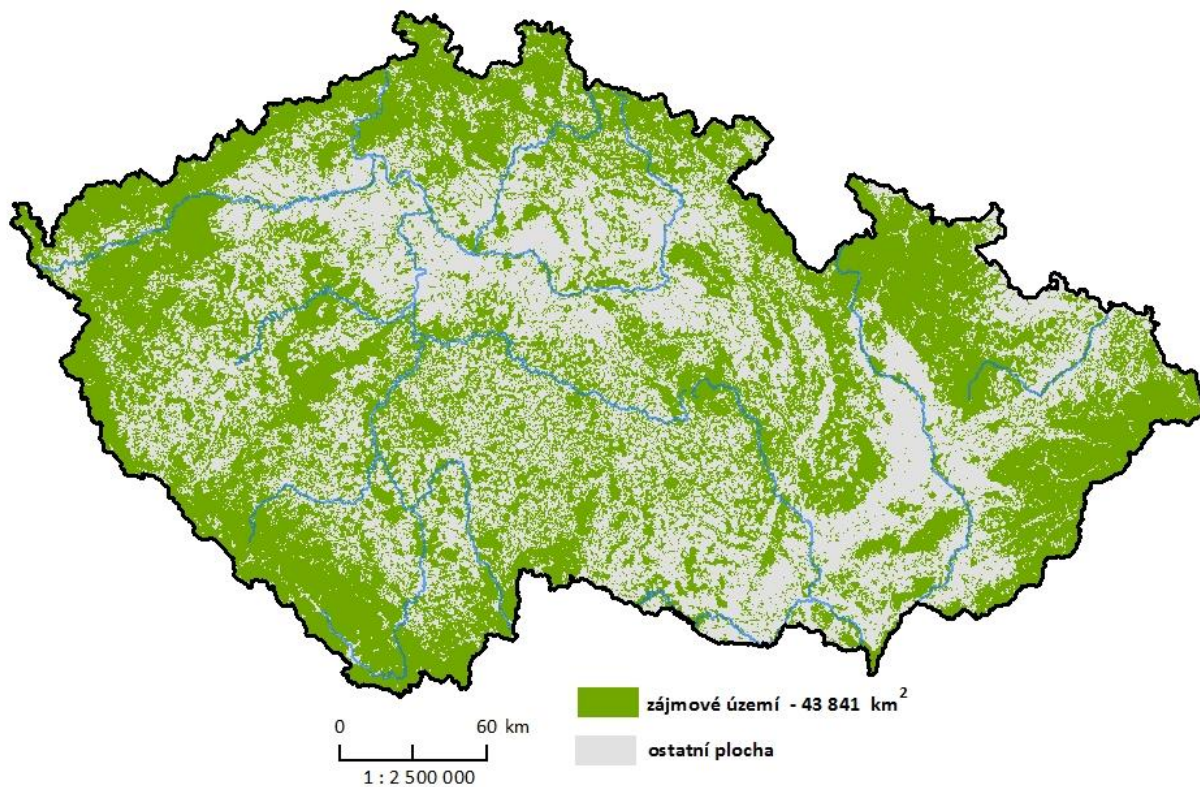 zájmové území - 43 841 km²
0 60 km
ostatní plocha
1 : 2 500 000